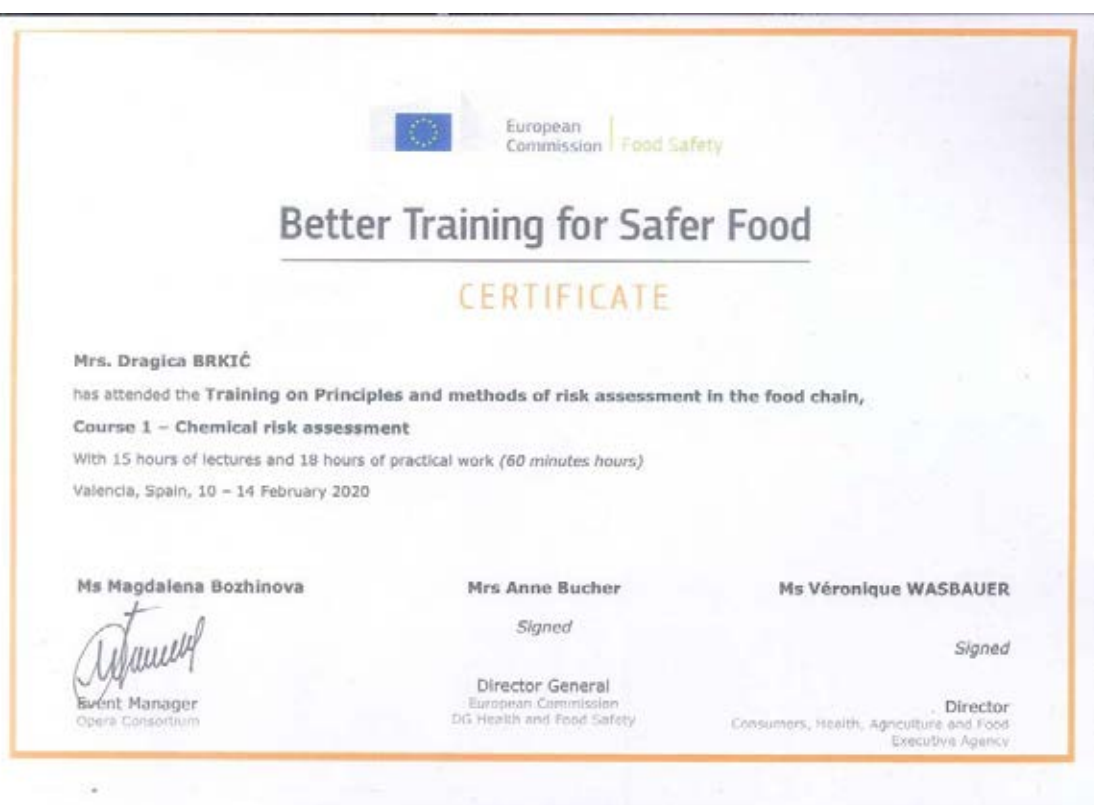 European
Commission
Food Safety
Better Training for Safer Food
CERTIFICATE
Mrs. Dragica BRKIĆ
has attended the Training on Principles and methods of risk assessment in the food chain,
Course 1 – Chemical risk assessment
With 15 hours of lectures and 18 hours of practical work (60 minutes hours)
Valencia, Spain, 10 – 14 February 2020
Ms Magdalena Bozhinova
Event Manager
Opera Consortium
Mrs Anne Bucher
Signed
Director General
European Commission
DG Health and Food Safety
Ms Véronique WASBAUER
Signed
Director
Consumers, Health, Agriculture and Food
Executive Agency